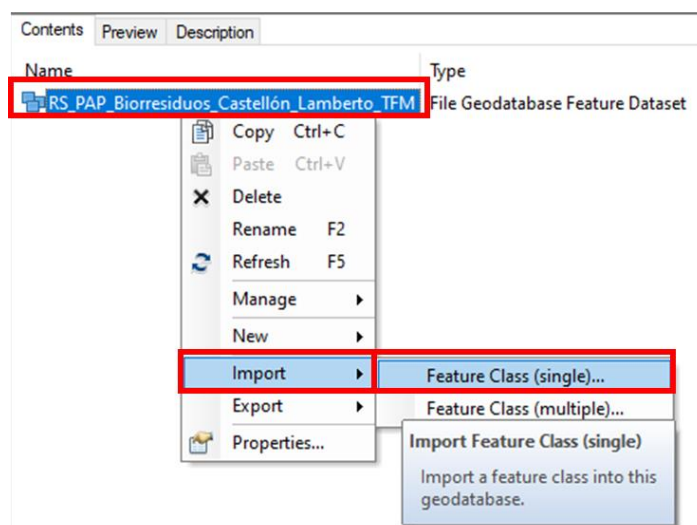 Contents Preview Description
Name Type
RS_PAP_Biorresiduos_Castellón_Lamberto_TFM File Geodatabase Feature Dataset
Copy Ctrl+C
Paste Ctrl+V
Delete
Rename F2
Refresh F5
Manage
New
Import Feature Class (single)...
Export Feature Class (multiple)...
Properties... Import Feature Class (single)
Import a feature class into this
geodatabase.